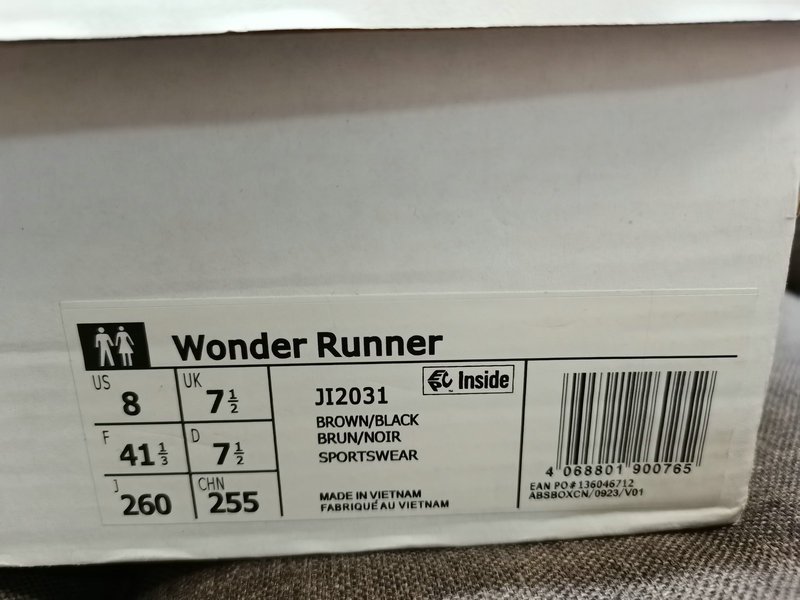 Wonder Runner
US 8
UK 7 1/2
F 41 1/3
D 7 1/2
J 260
CHN 255
JI2031
Inside
BROWN/BLACK
BRUN/NOIR
SPORTSWEAR
MADE IN VIETNAM
FABRIQUÉ AU VIETNAM
4 068801 900765
EAN PO# 136046712
ABSBOXCN/0923/V01